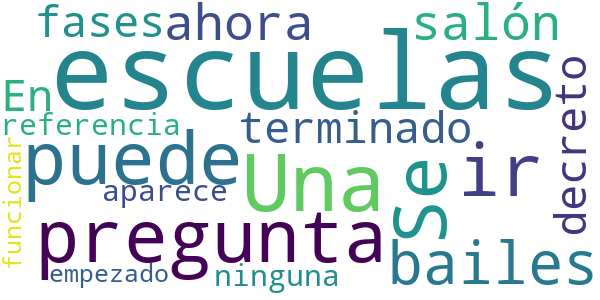 fases ahora salón
escuelas
En
referencia terminado decreto
puede Una Se ir
funcionar aparece
pregunta bailes
empezado ninguna